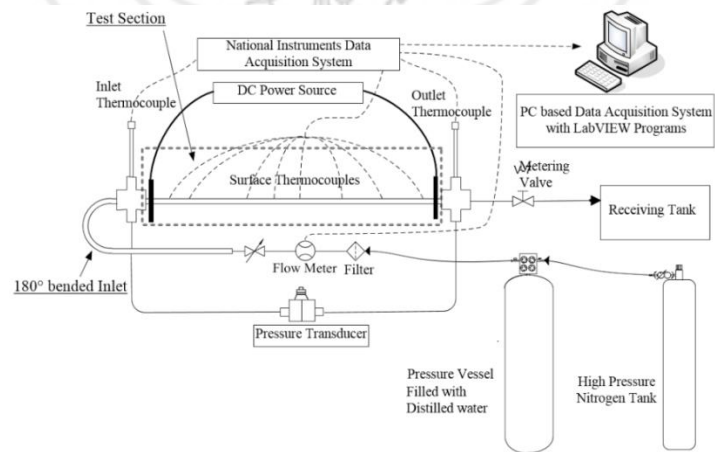 Test Section
National Instruments Data
Acquisition System
Inlet
Thermocouple
DC Power Source
Outlet
Thermocouple
PC based Data Acquisition System
with LabVIEW Programs
Surface Thermocouples
Metering
Valve
Receiving Tank
Flow Meter
Filter
180° bended Inlet
Pressure Transducer
Pressure Vessel
Filled with
Distilled water
High Pressure
Nitrogen Tank